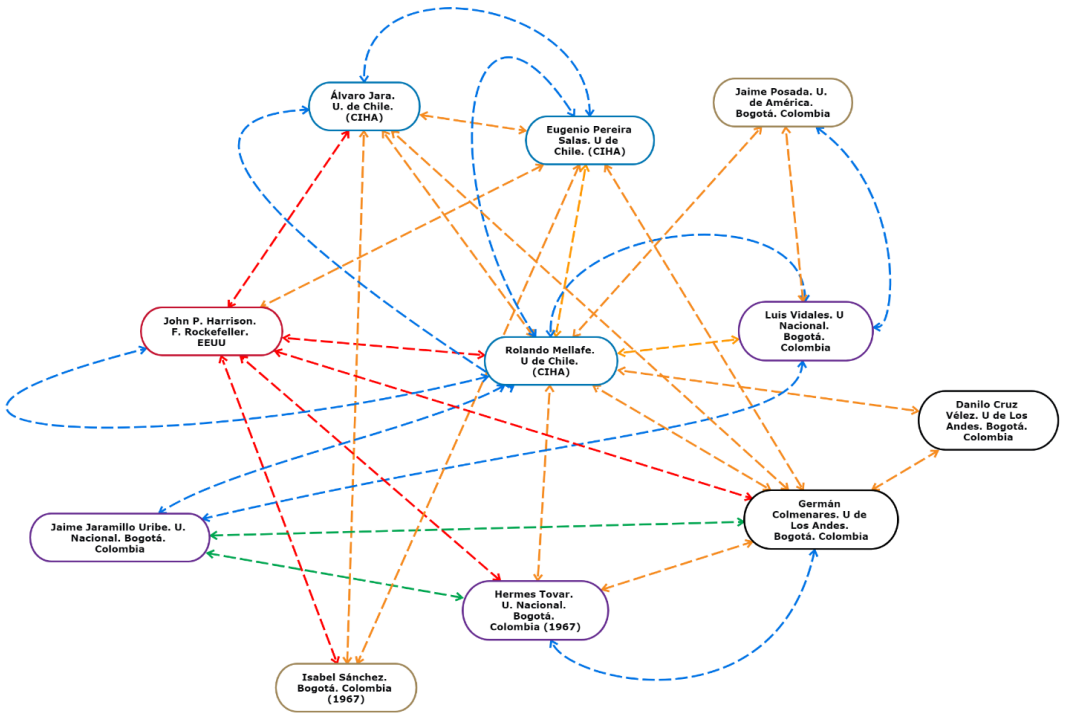 Álvaro Jara.
U. de Chile.
(CIHA)
Eugenio Pereira
Salas. U de
Chile. (CIHA)
Jaime Posada. U.
de América.
Bogotá. Colombia
John P. Harrison.
F. Rockefeller.
EEUU
Rolando Mellafe.
U de Chile.
(CIHA)
Luis Vidales. U
Nacional.
Bogotá.
Colombia
Danilo Cruz
Vélez. U de Los
Andes. Bogotá.
Colombia
Jaime Jaramillo Uribe. U.
Nacional. Bogotá.
Colombia
Germán
Colmenares. U de
Los Andes.
Bogotá. Colombia
Hermes Tovar.
U. Nacional.
Bogotá.
Colombia (1967)
Isabel Sánchez.
Bogotá. Colombia
(1967)